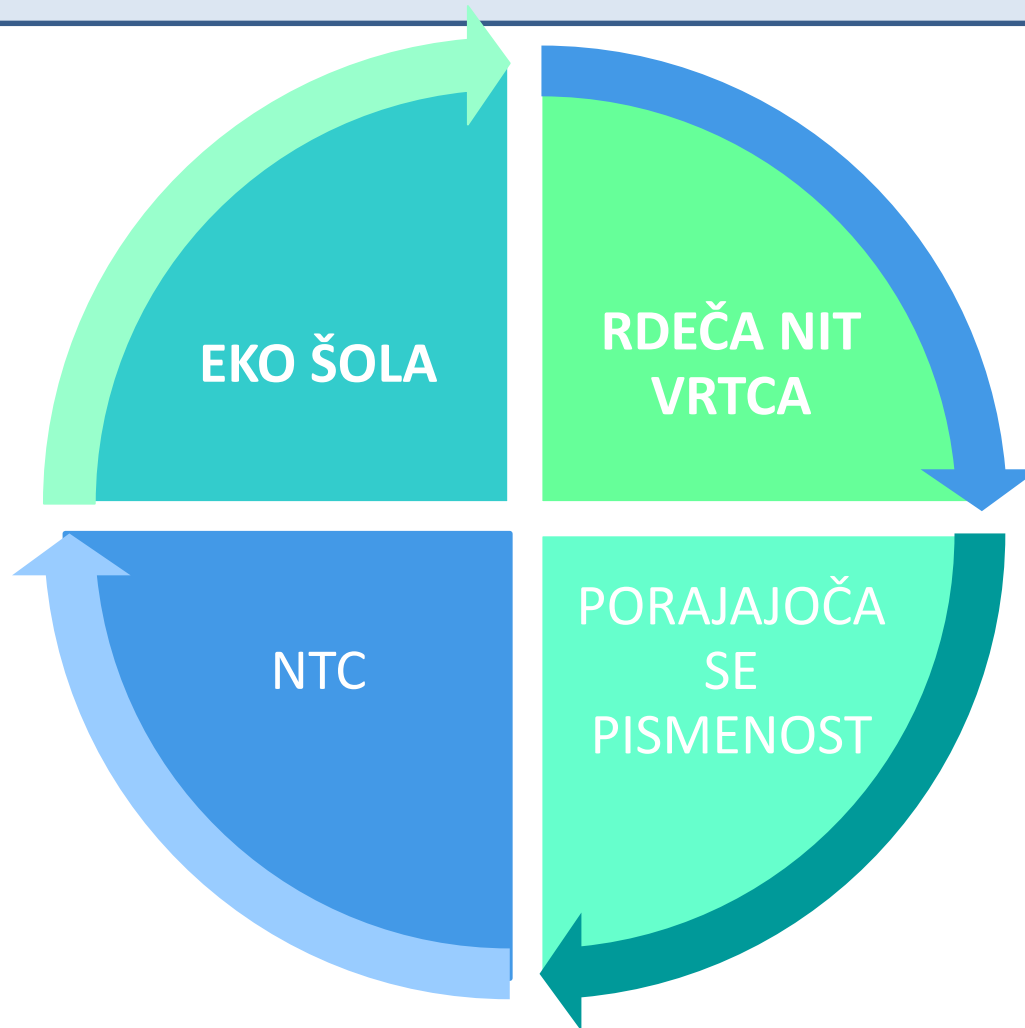 EKO ŠOLA
RDEČA NIT
VRTCA
NTC
PORAJAJOČA
SE
PISMENOST